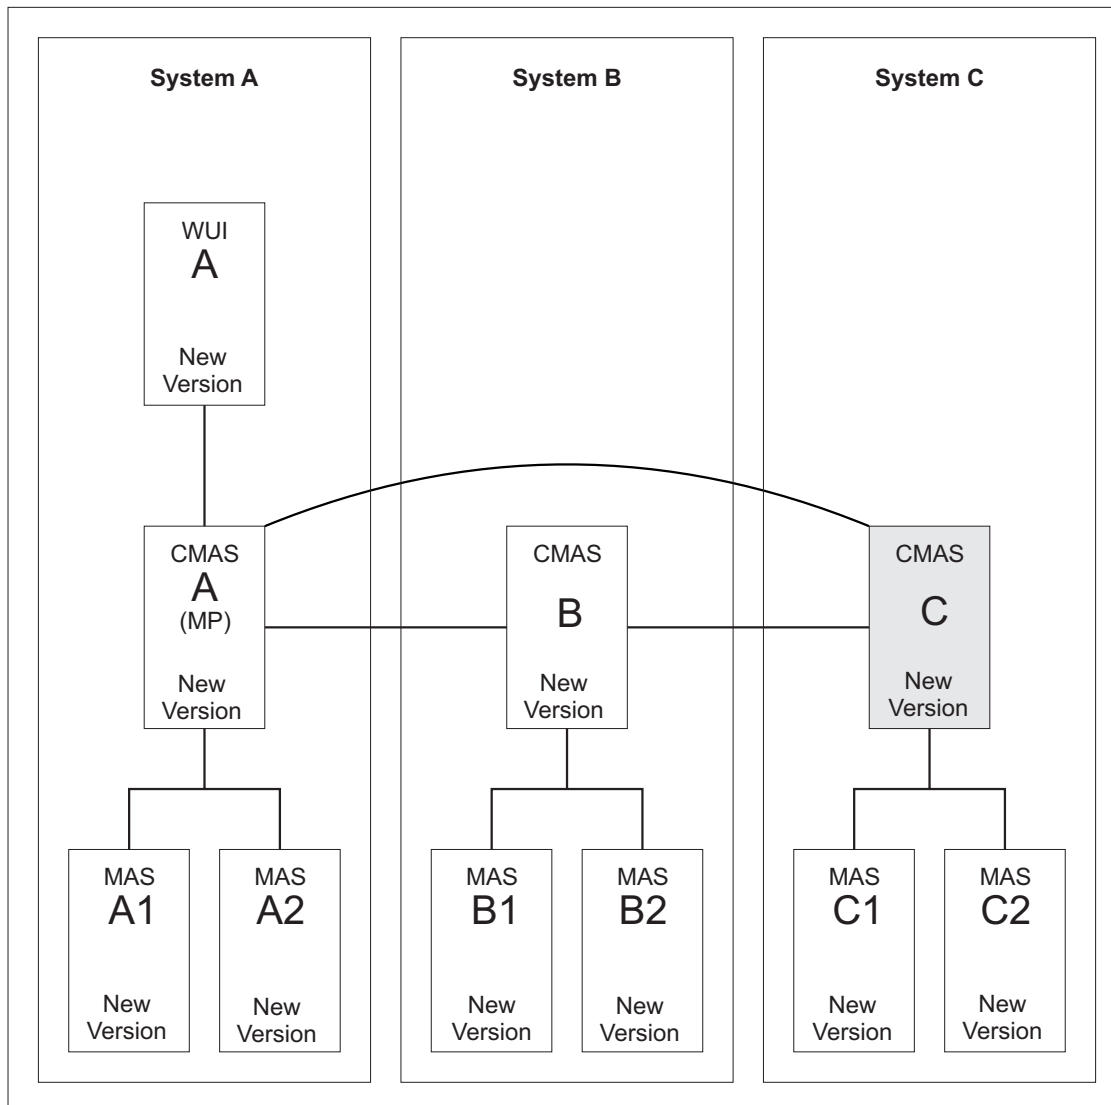 System A
System B
System C
WUI
A
New
Version
CMAS
A
(MP)
New
Version
CMAS
B
New
Version
CMAS
C
New
Version
MAS
A1
New
Version
MAS
A2
New
Version
MAS
B1
New
Version
MAS
B2
New
Version
MAS
C1
New
Version
MAS
C2
New
Version